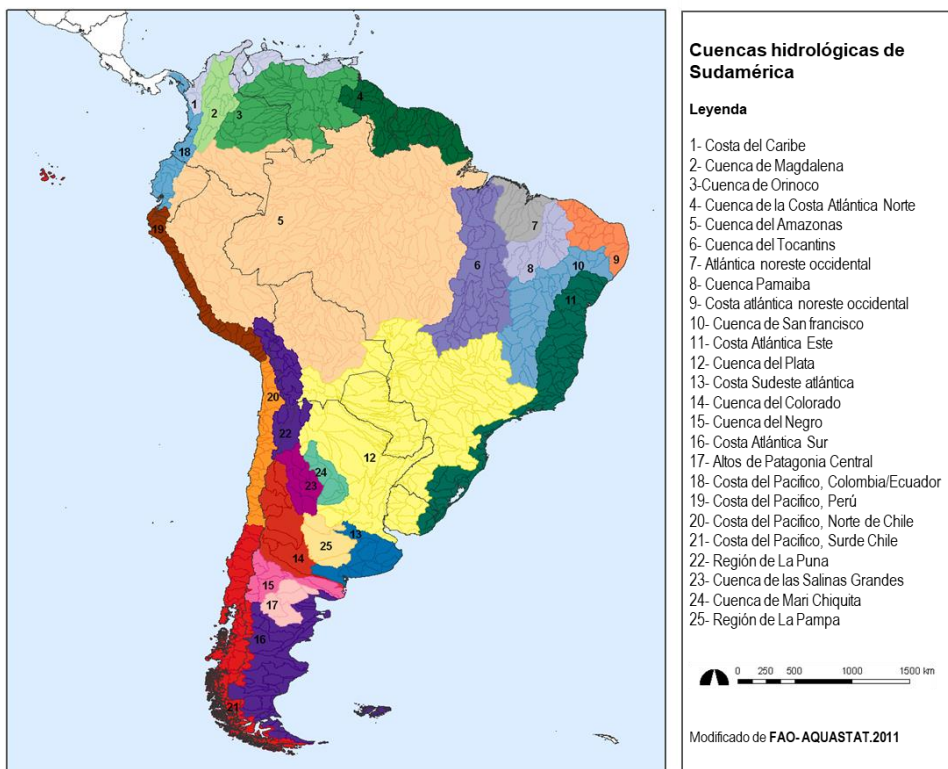 1
2
3
4
18
5
19
6
7
8
9
10
11
20
22
12
24
23
13
25
14
15
17
16
21
Cuencas hidrológicas de
Sudamérica
Leyenda
1- Costa del Caribe
2- Cuenca de Magdalena
3-Cuenca de Orinoco
4- Cuenca de la Costa Atlántica Norte
5- Cuenca del Amazonas
6- Cuenca del Tocantins
7- Atlántica noreste occidental
8- Cuenca Pamaiba
9- Costa atlántica noreste occidental
10- Cuenca de San francisco
11- Costa Atlántica Este
12- Cuenca del Plata
13- Costa Sudeste atlántica
14- Cuenca del Colorado
15- Cuenca del Negro
16- Costa Atlántica Sur
17- Altos de Patagonia Central
18- Costa del Pacifico, Colombia/Ecuador
19- Costa del Pacifico, Perú
20- Costa del Pacifico, Norte de Chile
21- Costa del Pacifico, Surde Chile
22- Región de La Puna
23- Cuenca de las Salinas Grandes
24- Cuenca de Mari Chiquita
25- Región de La Pampa
0 250 500 1000 1500 km
Modificado de FAO- AQUASTAT.2011